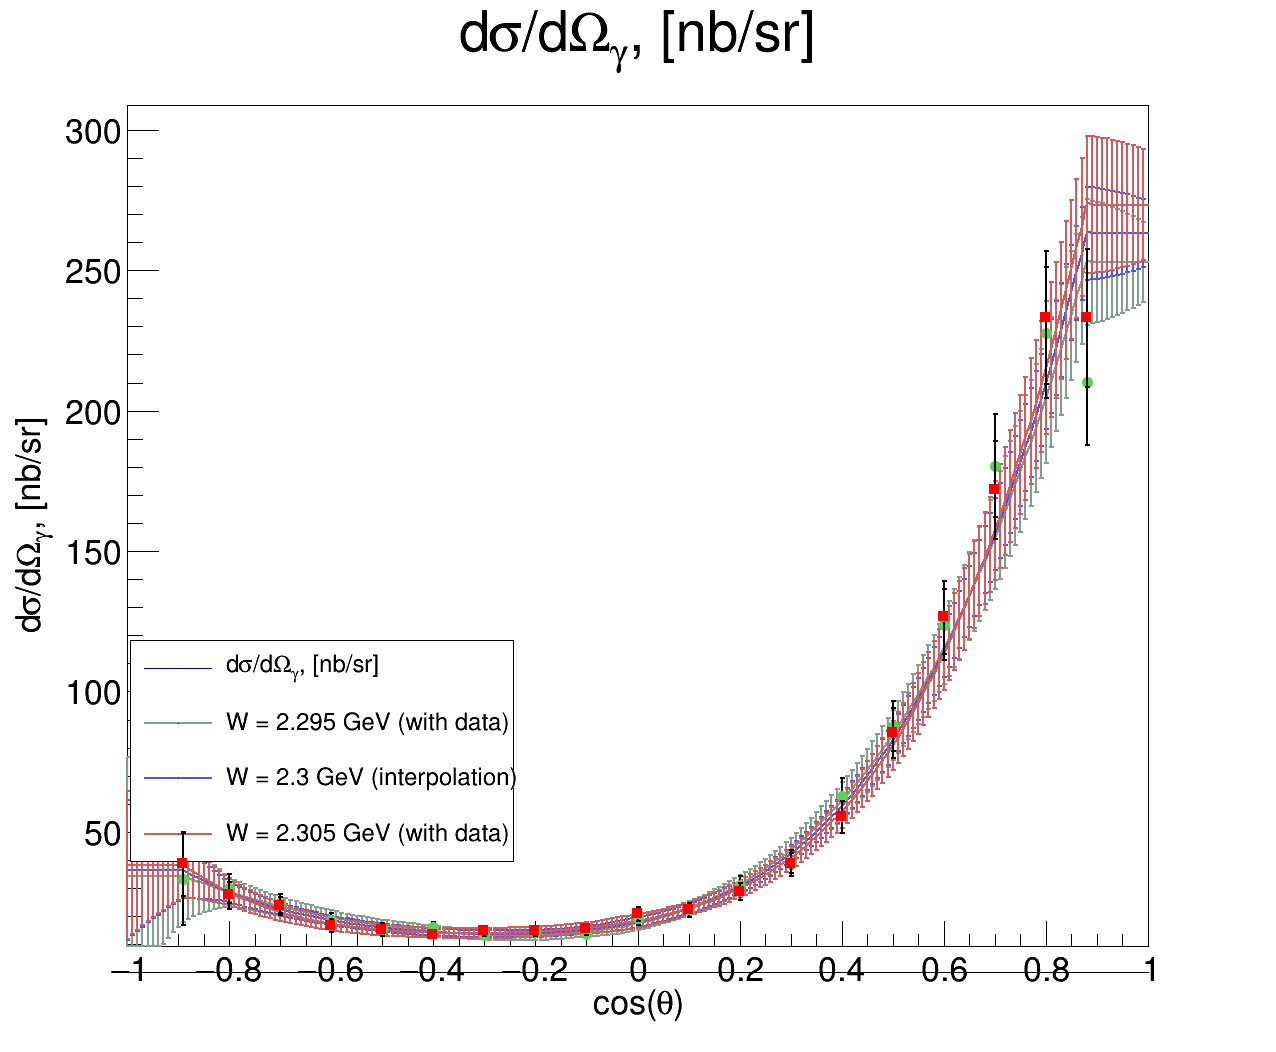 dσ/dΩγ, [nb/sr]
dσ/dΩγ, [nb/sr]
300
250
200
150
100
50
dσ/dΩγ, [nb/sr]
W = 2.295 GeV (with data)
W = 2.3 GeV (interpolation)
W = 2.305 GeV (with data)
−1 −0.8 −0.6 −0.4 −0.2 0 0.2 0.4 0.6 0.8 1
cos(θ)